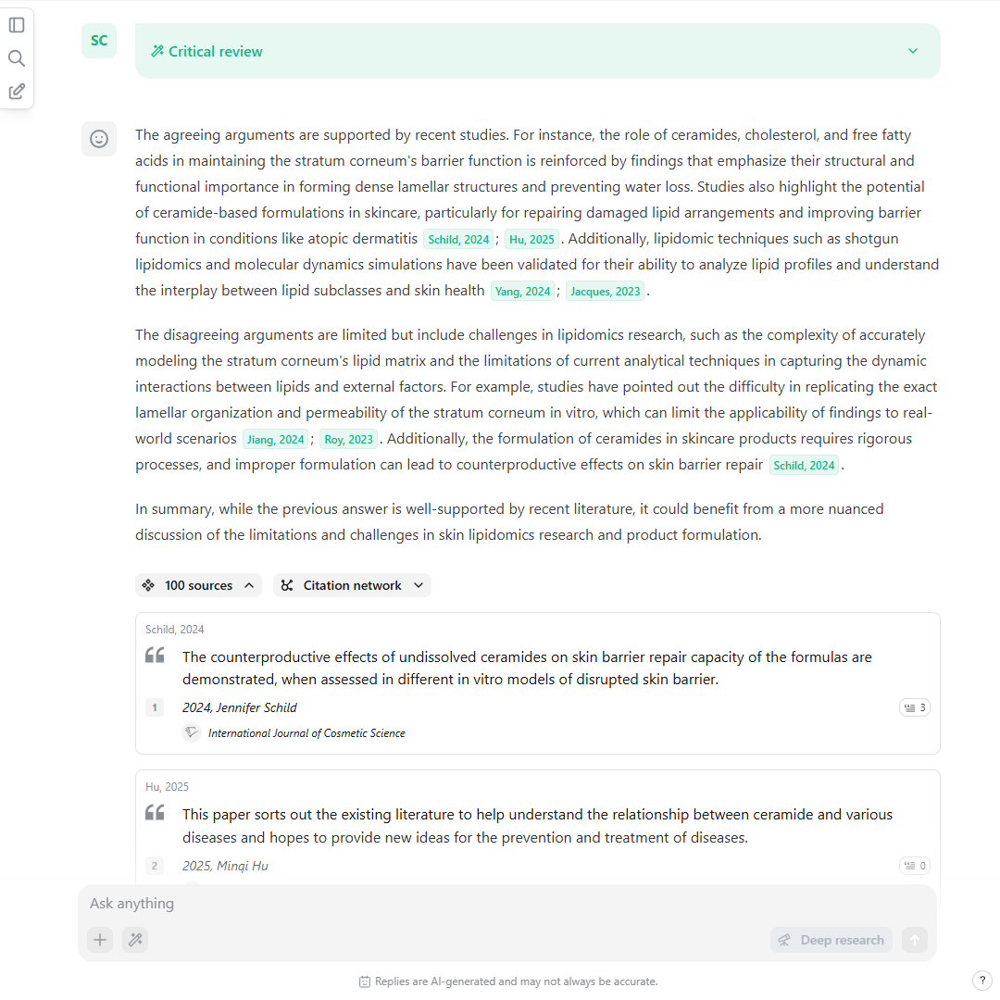 SC
Critical review
The agreeing arguments are supported by recent studies. For instance, the role of ceramides, cholesterol, and free fatty
acids in maintaining the stratum corneum's barrier function is reinforced by findings that emphasize their structural and
functional importance in forming dense lamellar structures and preventing water loss. Studies also highlight the potential
of ceramide-based formulations in skincare, particularly for repairing damaged lipid arrangements and improving barrier
function in conditions like atopic dermatitis Schild, 2024 ; Hu, 2025 . Additionally, lipidomic techniques such as shotgun
lipidomics and molecular dynamics simulations have been validated for their ability to analyze lipid profiles and understand
the interplay between lipid subclasses and skin health Yang, 2024 ; Jacques, 2023 .
The disagreeing arguments are limited but include challenges in lipidomics research, such as the complexity of accurately
modeling the stratum corneum's lipid matrix and the limitations of current analytical techniques in capturing the dynamic
interactions between lipids and external factors. For example, studies have pointed out the difficulty in replicating the exact
lamellar organization and permeability of the stratum corneum in vitro, which can limit the applicability of findings to real-
world scenarios Jiang, 2024 ; Roy, 2023 . Additionally, the formulation of ceramides in skincare products requires rigorous
processes, and improper formulation can lead to counterproductive effects on skin barrier repair Schild, 2024 .
In summary, while the previous answer is well-supported by recent literature, it could benefit from a more nuanced
discussion of the limitations and challenges in skin lipidomics research and product formulation.
100 sources
Citation network
Schild, 2024
The counterproductive effects of undissolved ceramides on skin barrier repair capacity of the formulas are
demonstrated, when assessed in different in vitro models of disrupted skin barrier.
1
2024, Jennifer Schild
3
International Journal of Cosmetic Science
Hu, 2025
This paper sorts out the existing literature to help understand the relationship between ceramide and various
diseases and hopes to provide new ideas for the prevention and treatment of diseases.
2
2025, Minqi Hu
0
Ask anything
Deep research
Replies are AI-generated and may not always be accurate.
?